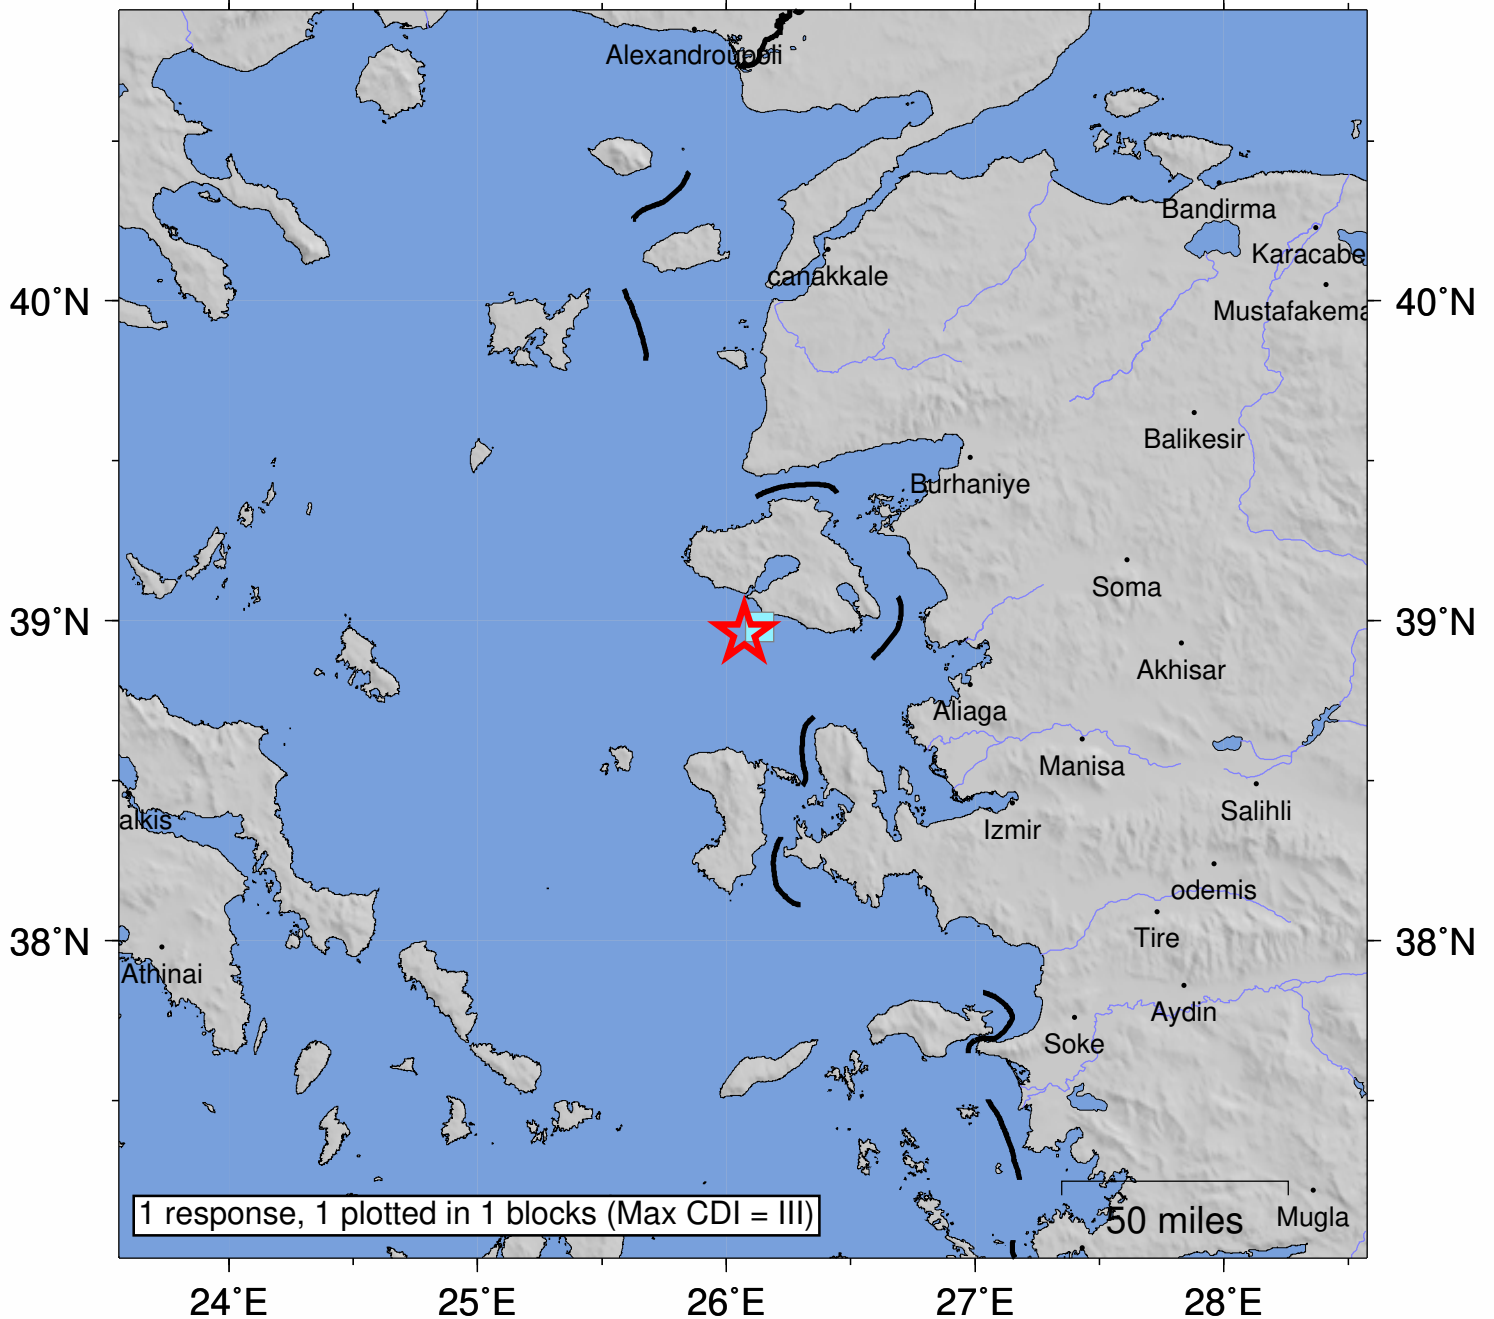 Alexandroupoli
Bandirma
Karacabe
canakkale
40˚N
40˚N
Mustafakema
Balikesir
Burhaniye
Soma
39˚N
39˚N
Akhisar
Aliaga
Manisa
Salihli
alkis
Izmir
odemis
38˚N
38˚N
Tire
Athinai
Aydin
Soke
1 response, 1 plotted in 1 blocks (Max CDI = III)
50 miles
Mugla
24˚E
25˚E
26˚E
27˚E
28˚E